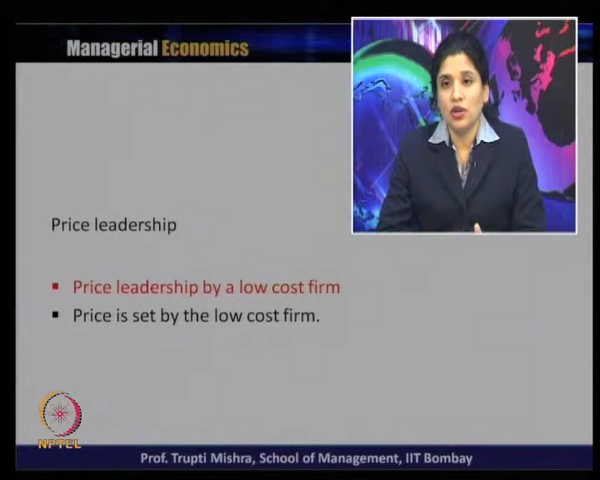 Managerial Economics
Price leadership
Price leadership by a low cost firm
Price is set by the low cost firm.
NPTEL
Prof. Trupti Mishra, School of Management, IIT Bombay